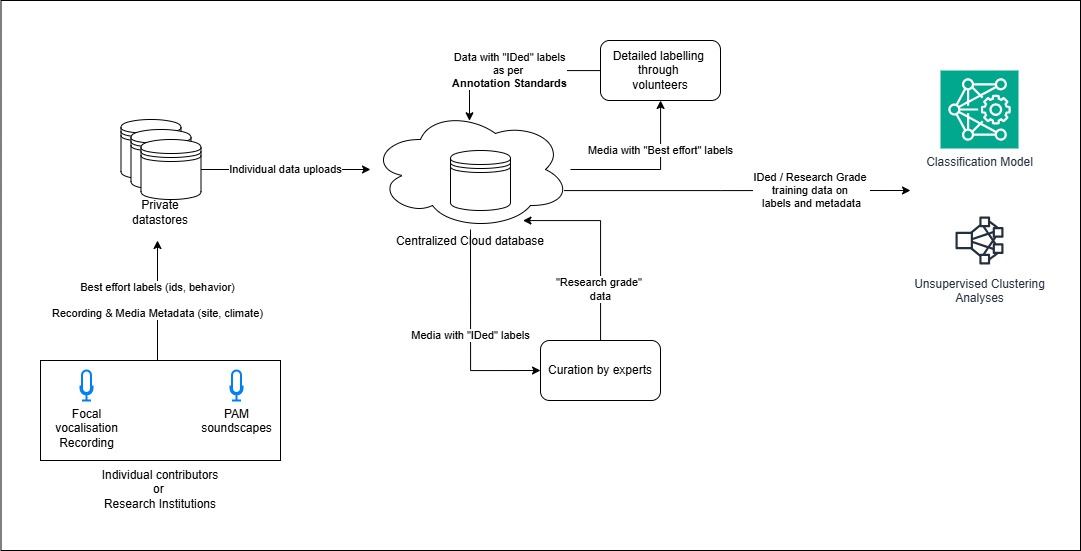 Data with "IDed" labels
as per
Annotation Standards
Detailed labelling
through
volunteers
Media with "Best effort" labels
Classification Model
Individual data uploads
IDed / Research Grade
training data on
labels and metadata
Private
datastores
Centralized Cloud database
Best effort labels (ids, behavior)
Recording & Media Metadata (site, climate)
"Research grade"
data
Unsupervised Clustering
Analyses
Media with "IDed" labels
Curation by experts
Focal
vocalisation
Recording
PAM
soundscapes
Individual contributors
or
Research Institutions